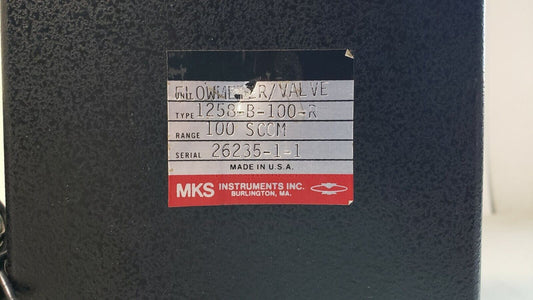 UNIT FLOWMETER/VALVE
TYPE 1258-B-100-R
RANGE 100 SCCM
SERIAL 26235-1-1
MADE IN U.S.A.
MKS INSTRUMENTS INC.
BURLINGTON, MA.